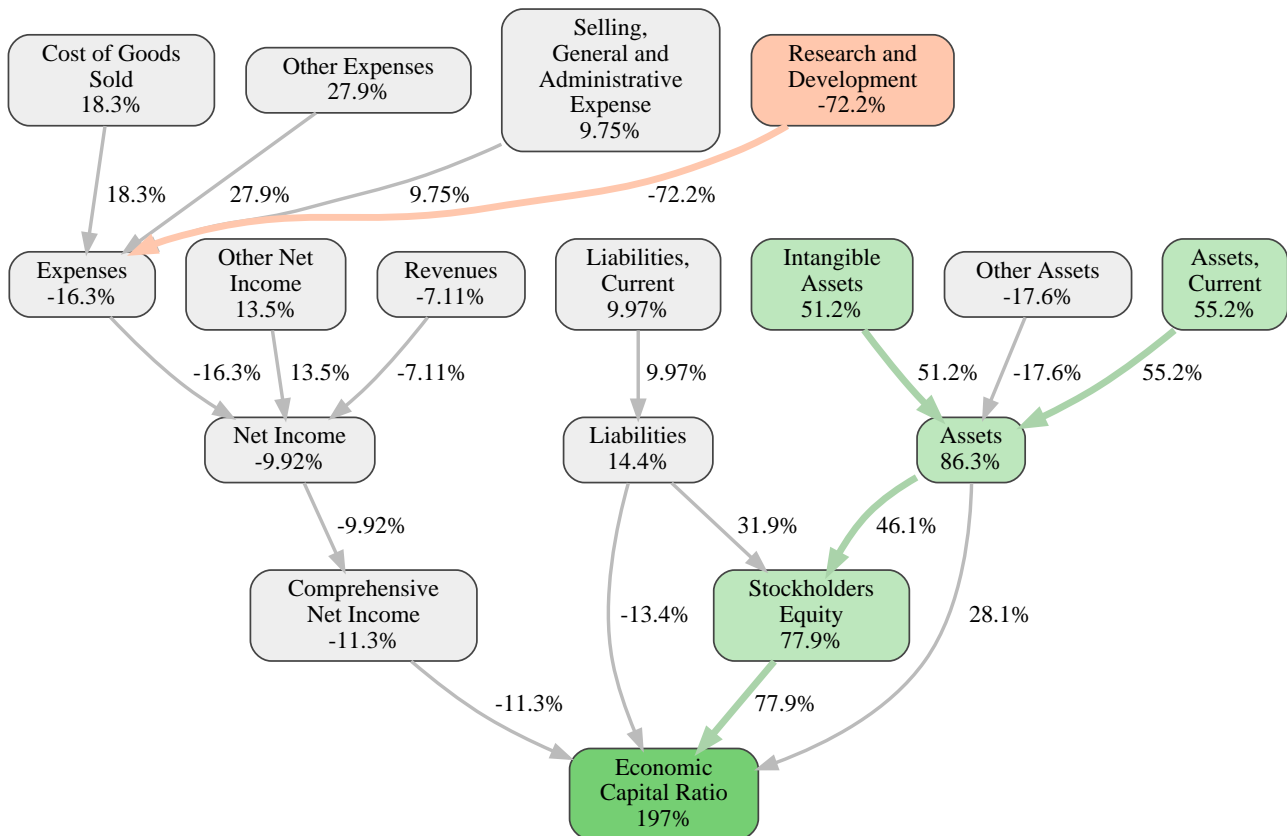 Cost of Goods
Sold
18.3%
Other Expenses
27.9%
Selling,
General and
Administrative
Expense
9.75%
Research and
Development
-72.2%
18.3%
27.9%
9.75%
-72.2%
Expenses
-16.3%
Other Net
Income
13.5%
Revenues
-7.11%
Liabilities,
Current
9.97%
Intangible
Assets
51.2%
Other Assets
-17.6%
Assets,
Current
55.2%
-16.3%
13.5%
-7.11%
9.97%
51.2%
-17.6%
55.2%
Net Income
-9.92%
Liabilities
14.4%
Assets
86.3%
-9.92%
31.9%
46.1%
Comprehensive
Net Income
-11.3%
-13.4%
Stockholders
Equity
77.9%
28.1%
-11.3%
77.9%
Economic
Capital Ratio
197%